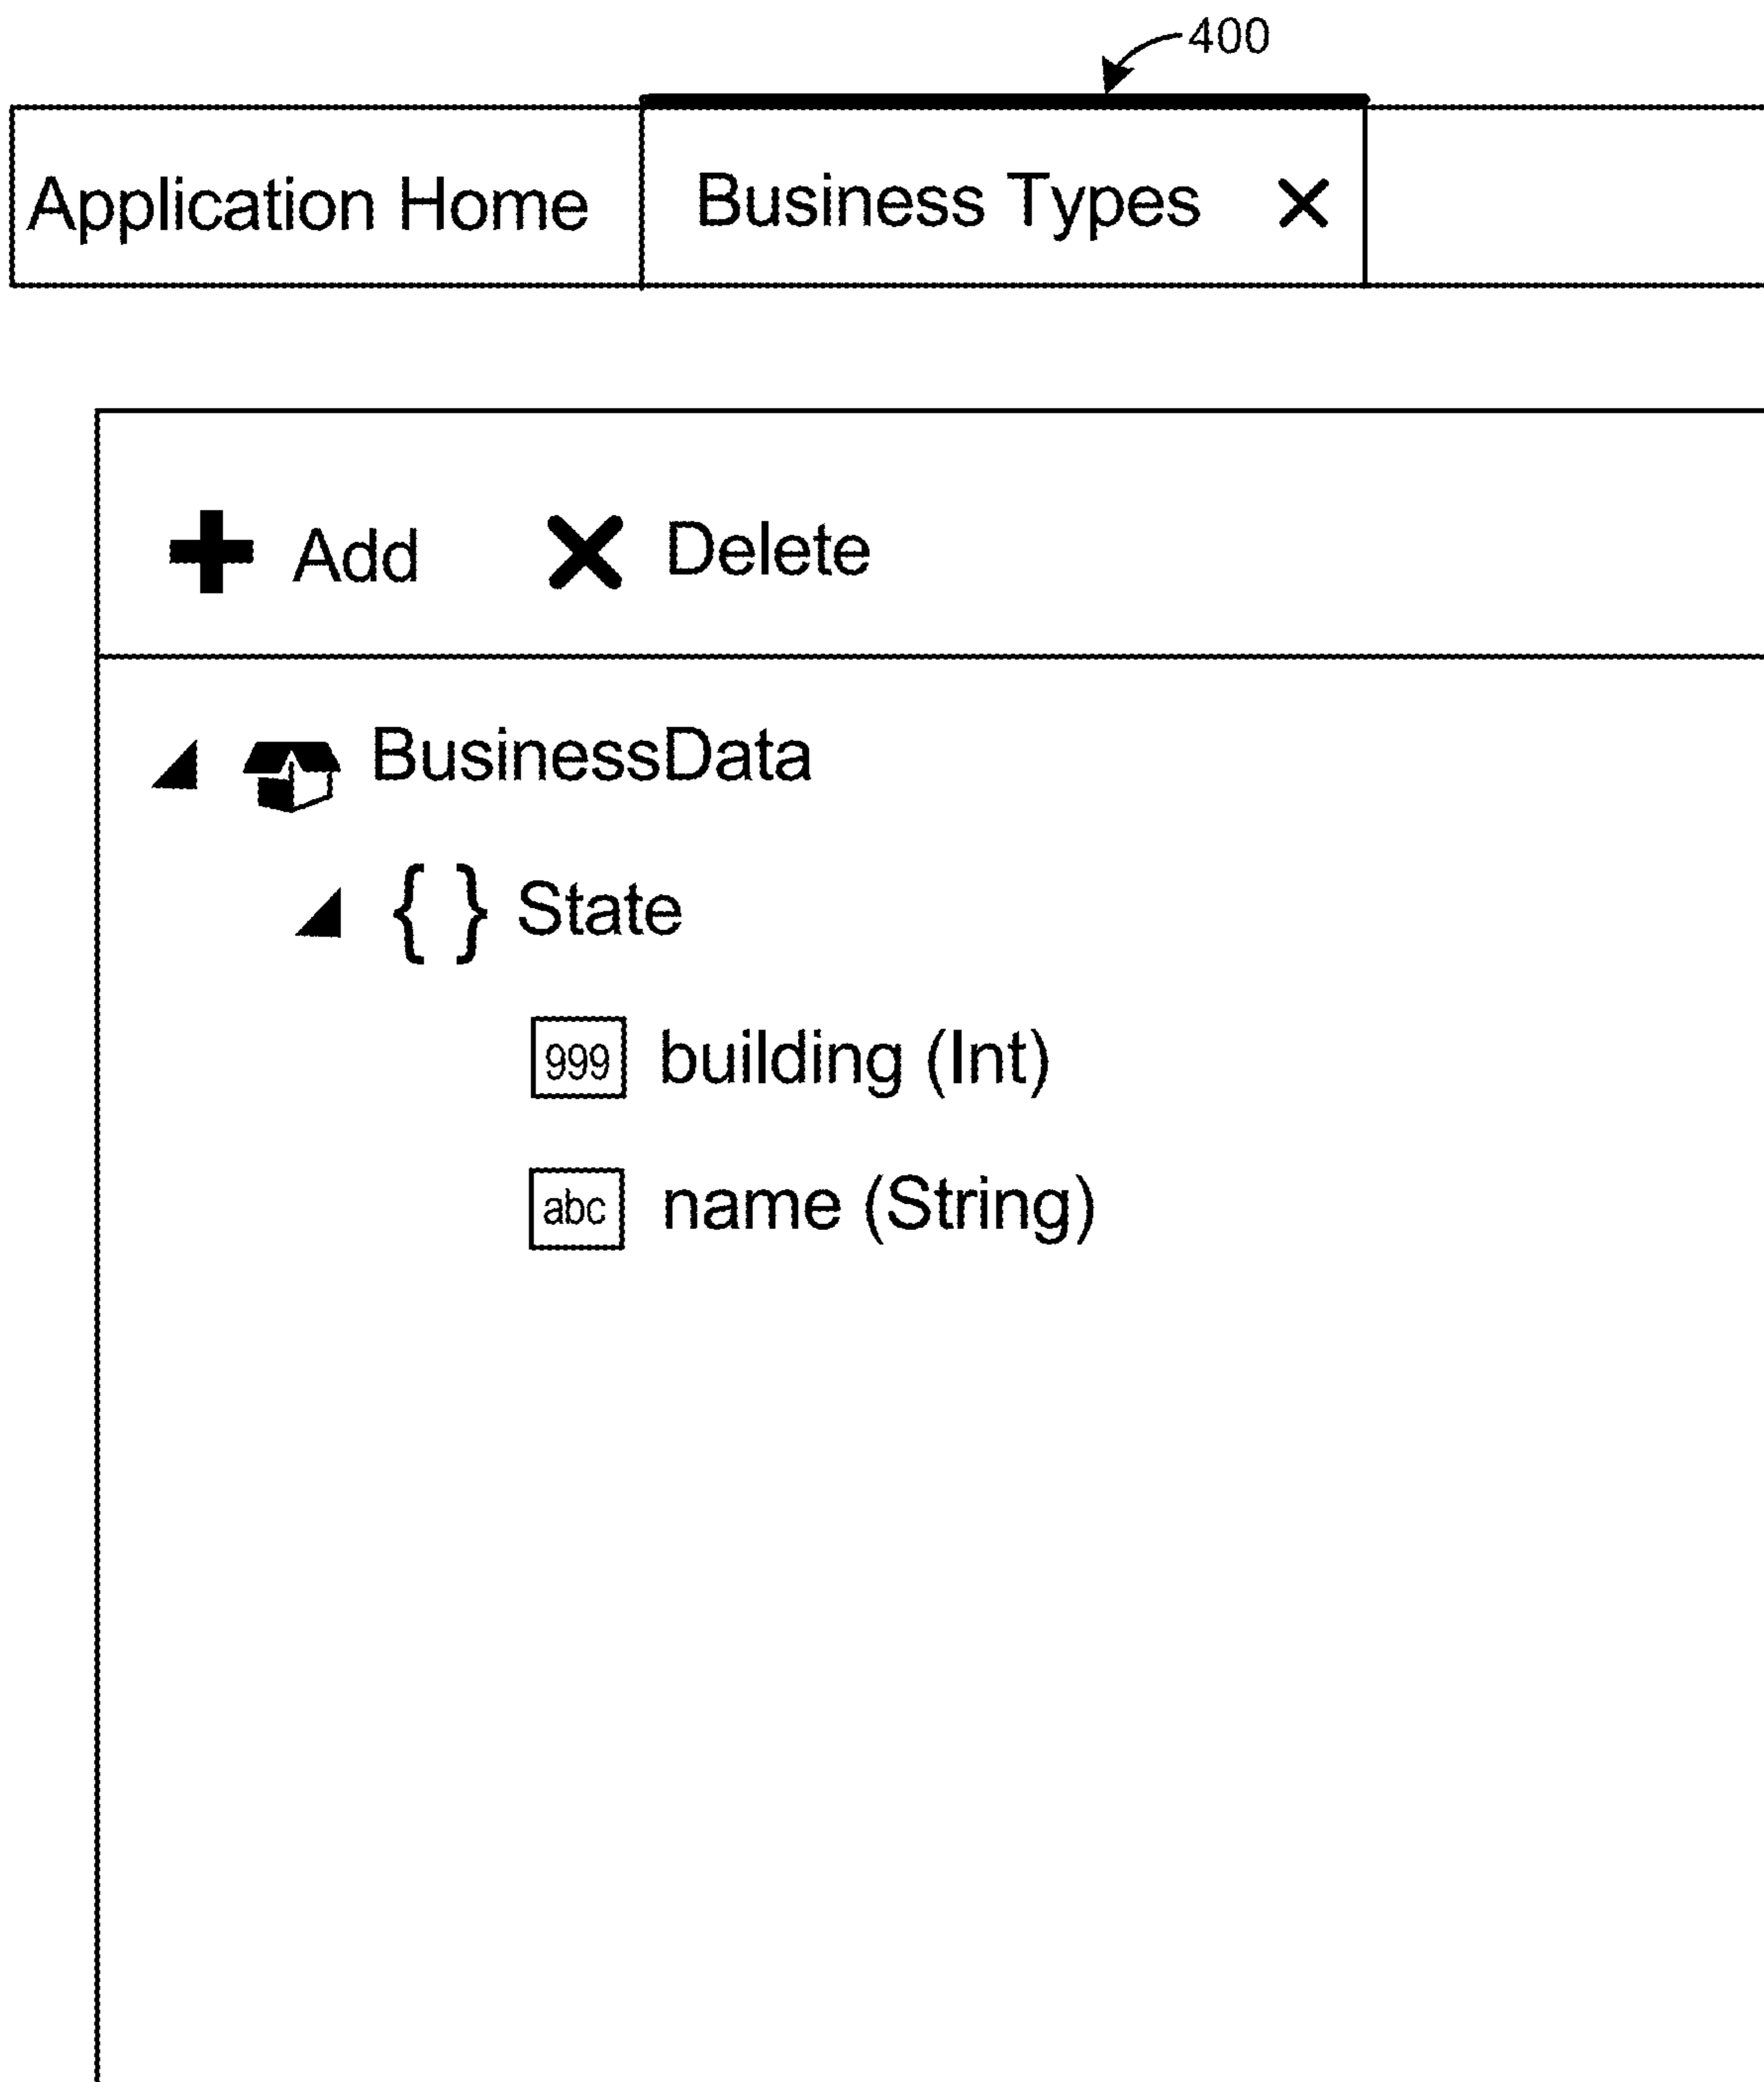 400
Application Home Business Types ×
Add Delete
BusinessData
{ } State
999 building (Int)
abc name (String)